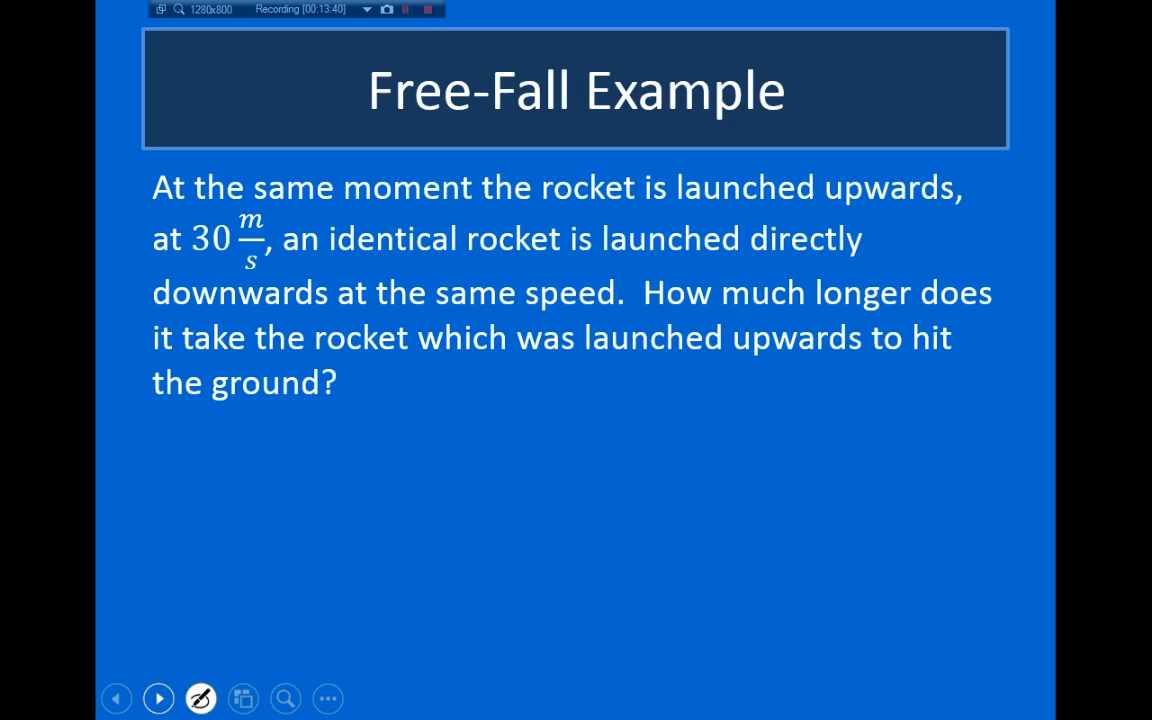 1280x800 Recording [00:13:40]
Free-Fall Example
At the same moment the rocket is launched upwards,
at 30 m/s, an identical rocket is launched directly
downwards at the same speed. How much longer does
it take the rocket which was launched upwards to hit
the ground?